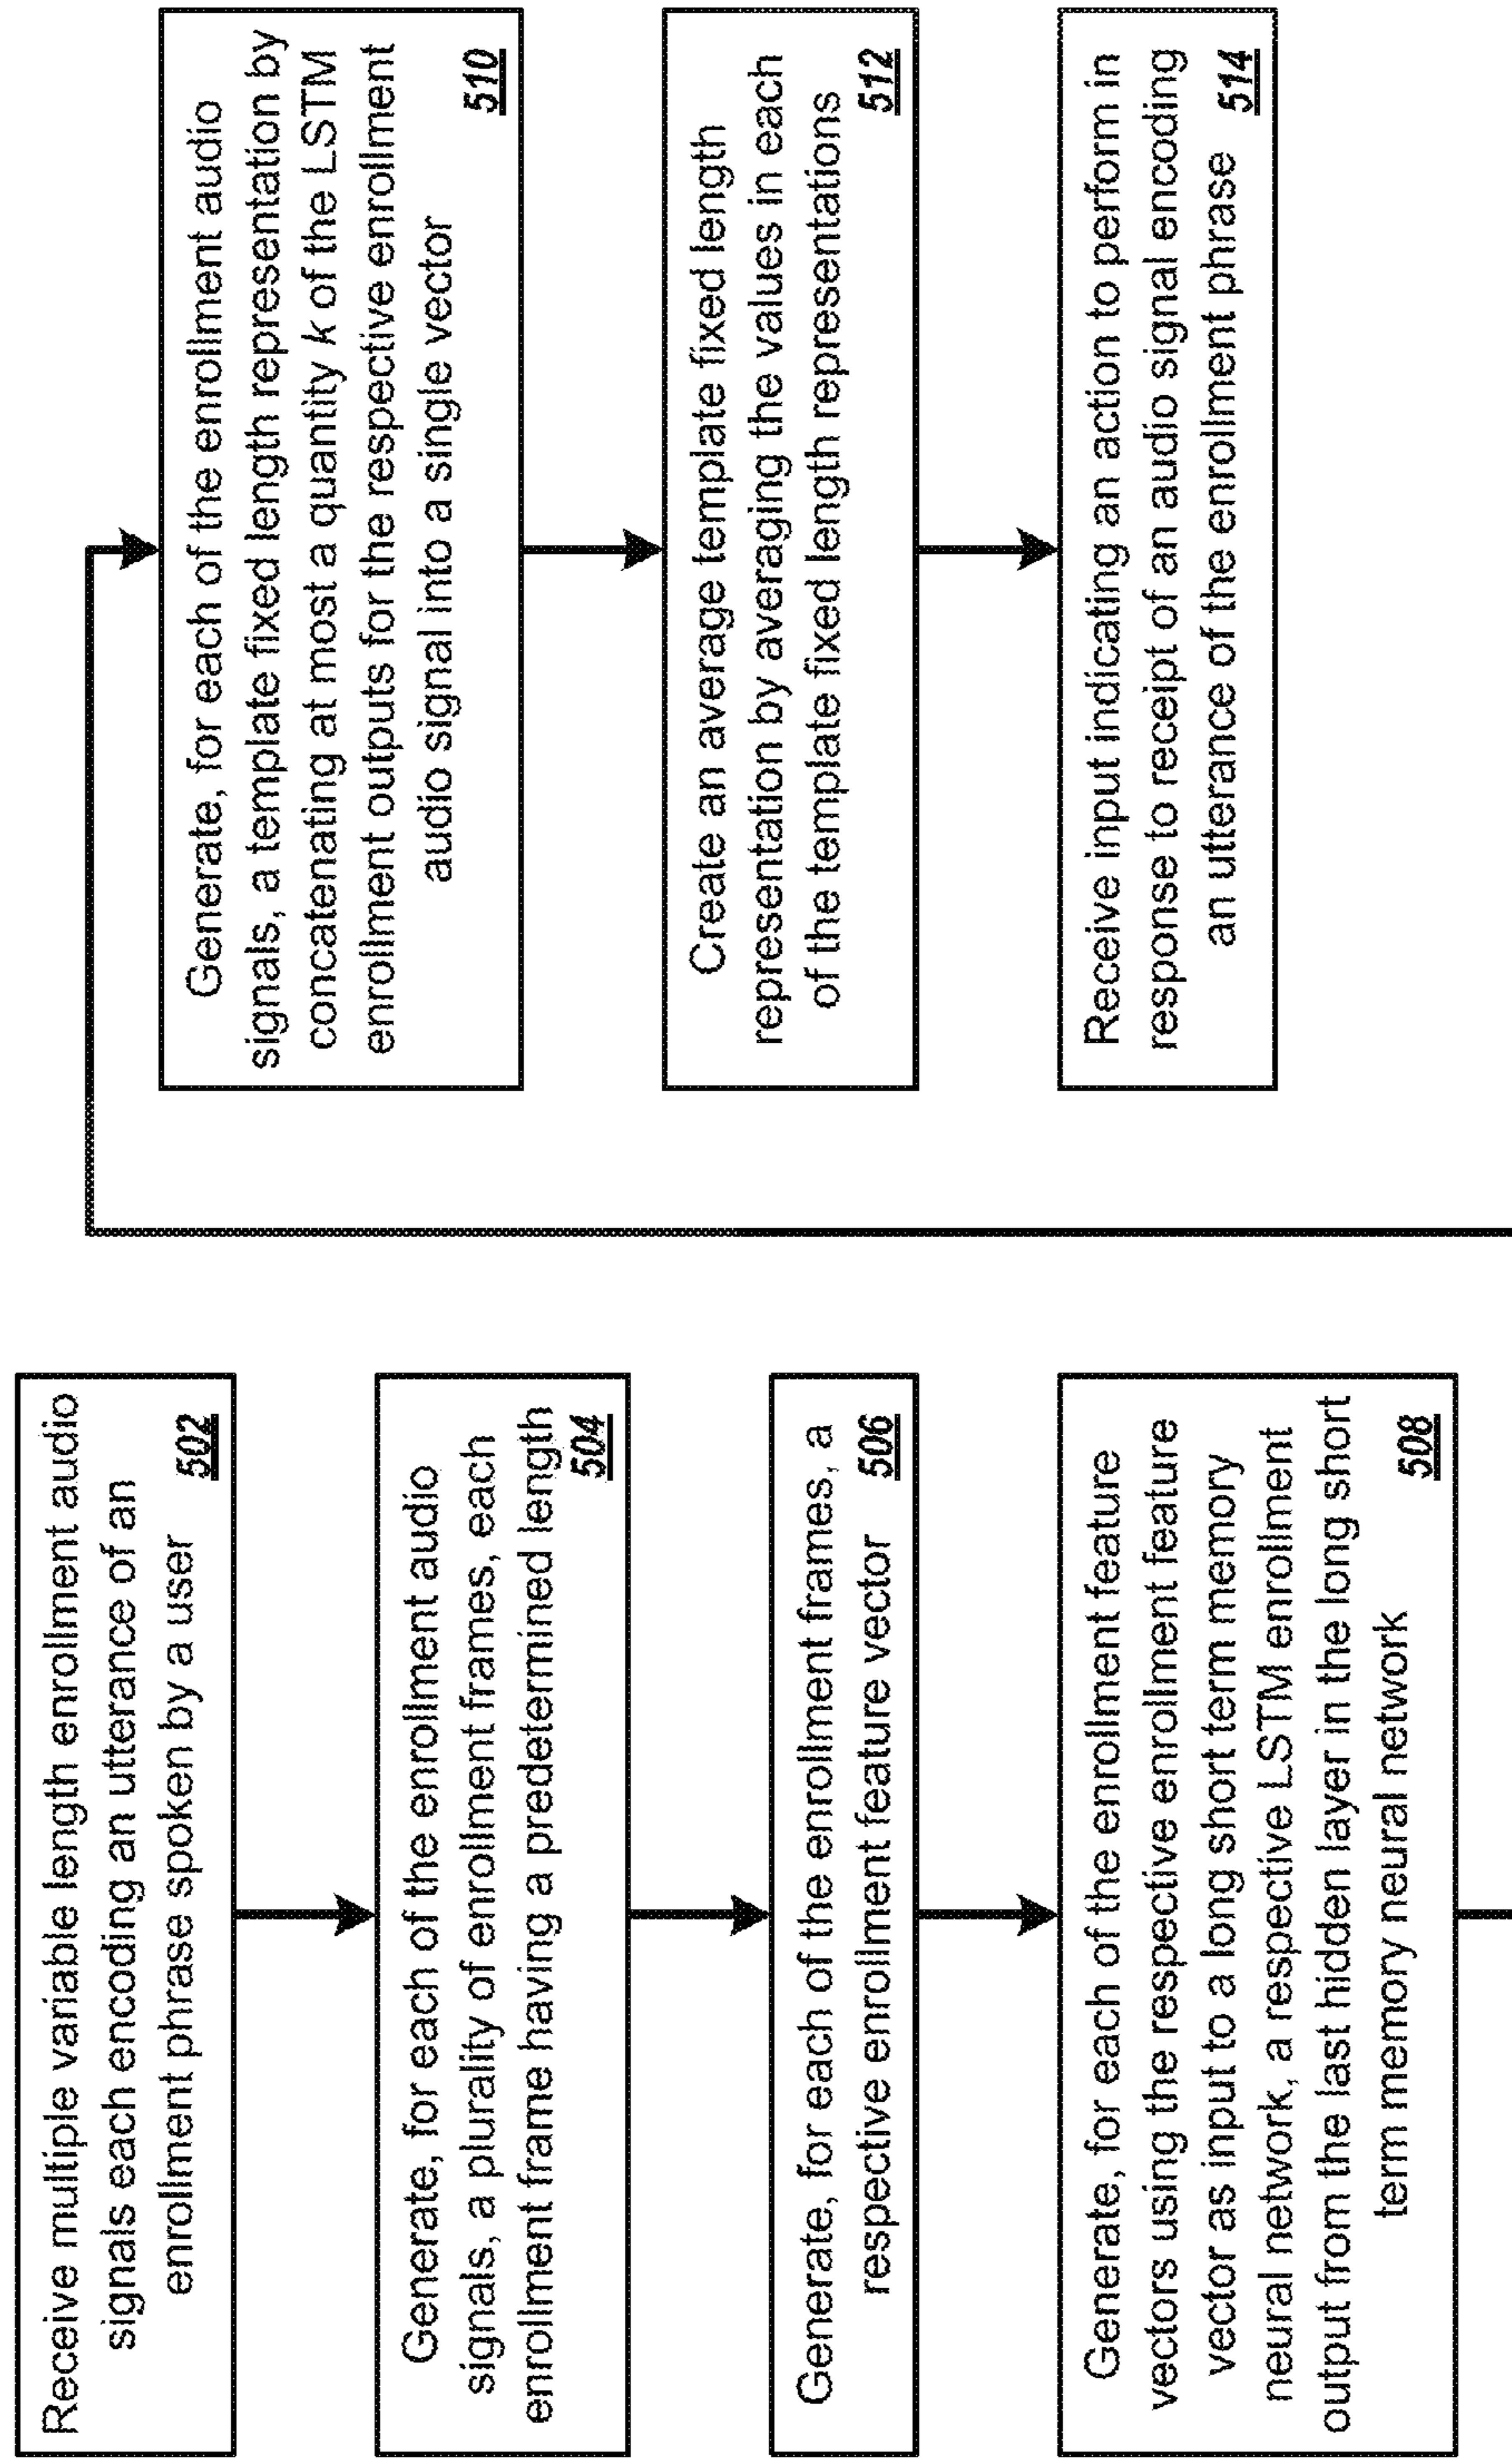 Receive multiple variable length enrollment audio
signals each encoding an utterance of an
enrollment phrase spoken by a user 502
Generate, for each of the enrollment audio
signals, a plurality of enrollment frames, each
enrollment frame having a predetermined length
504
Generate, for each of the enrollment frames, a
respective enrollment feature vector 506
Generate, for each of the enrollment feature
vectors using the respective enrollment feature
vector as input to a long short term memory
neural network, a respective LSTM enrollment
output from the last hidden layer in the long short
term memory neural network
508
Generate, for each of the enrollment audio
signals, a template fixed length representation by
concatenating at most a quantity k of the LSTM
enrollment outputs for the respective enrollment
audio signal into a single vector 510
Create an average template fixed length
representation by averaging the values in each
of the template fixed length representations
512
Receive input indicating an action to perform in
response to receipt of an audio signal encoding
an utterance of the enrollment phrase 514